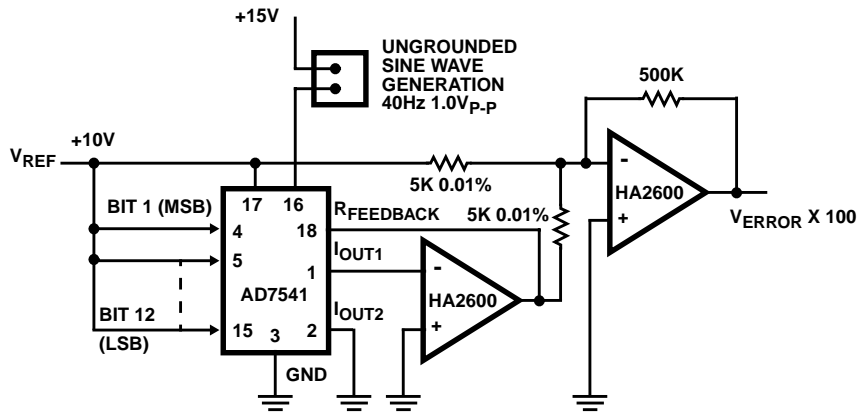 +15V
UNGROUNDED
SINE WAVE
GENERATION
40Hz 1.0VP-P
500K
+10V
VREF
5K 0.01%
BIT 1 (MSB)
17
16
RFEEDBACK
5K 0.01%
-
HA2600
+
VERROR X 100
4
18
5
IOUT1
1
-
AD7541
HA2600
BIT 12
(LSB)
IOUT2
15
3
2
+
GND